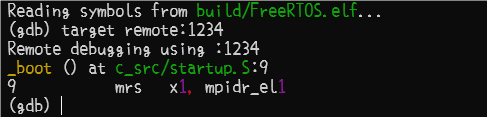 Reading symbols from build/FreeRTOS.elf...
(gdb) target remote:1234
Remote debugging using :1234
_boot () at c_src/startup.S:9
9 mrs x1, mpidr_el1
(gdb)